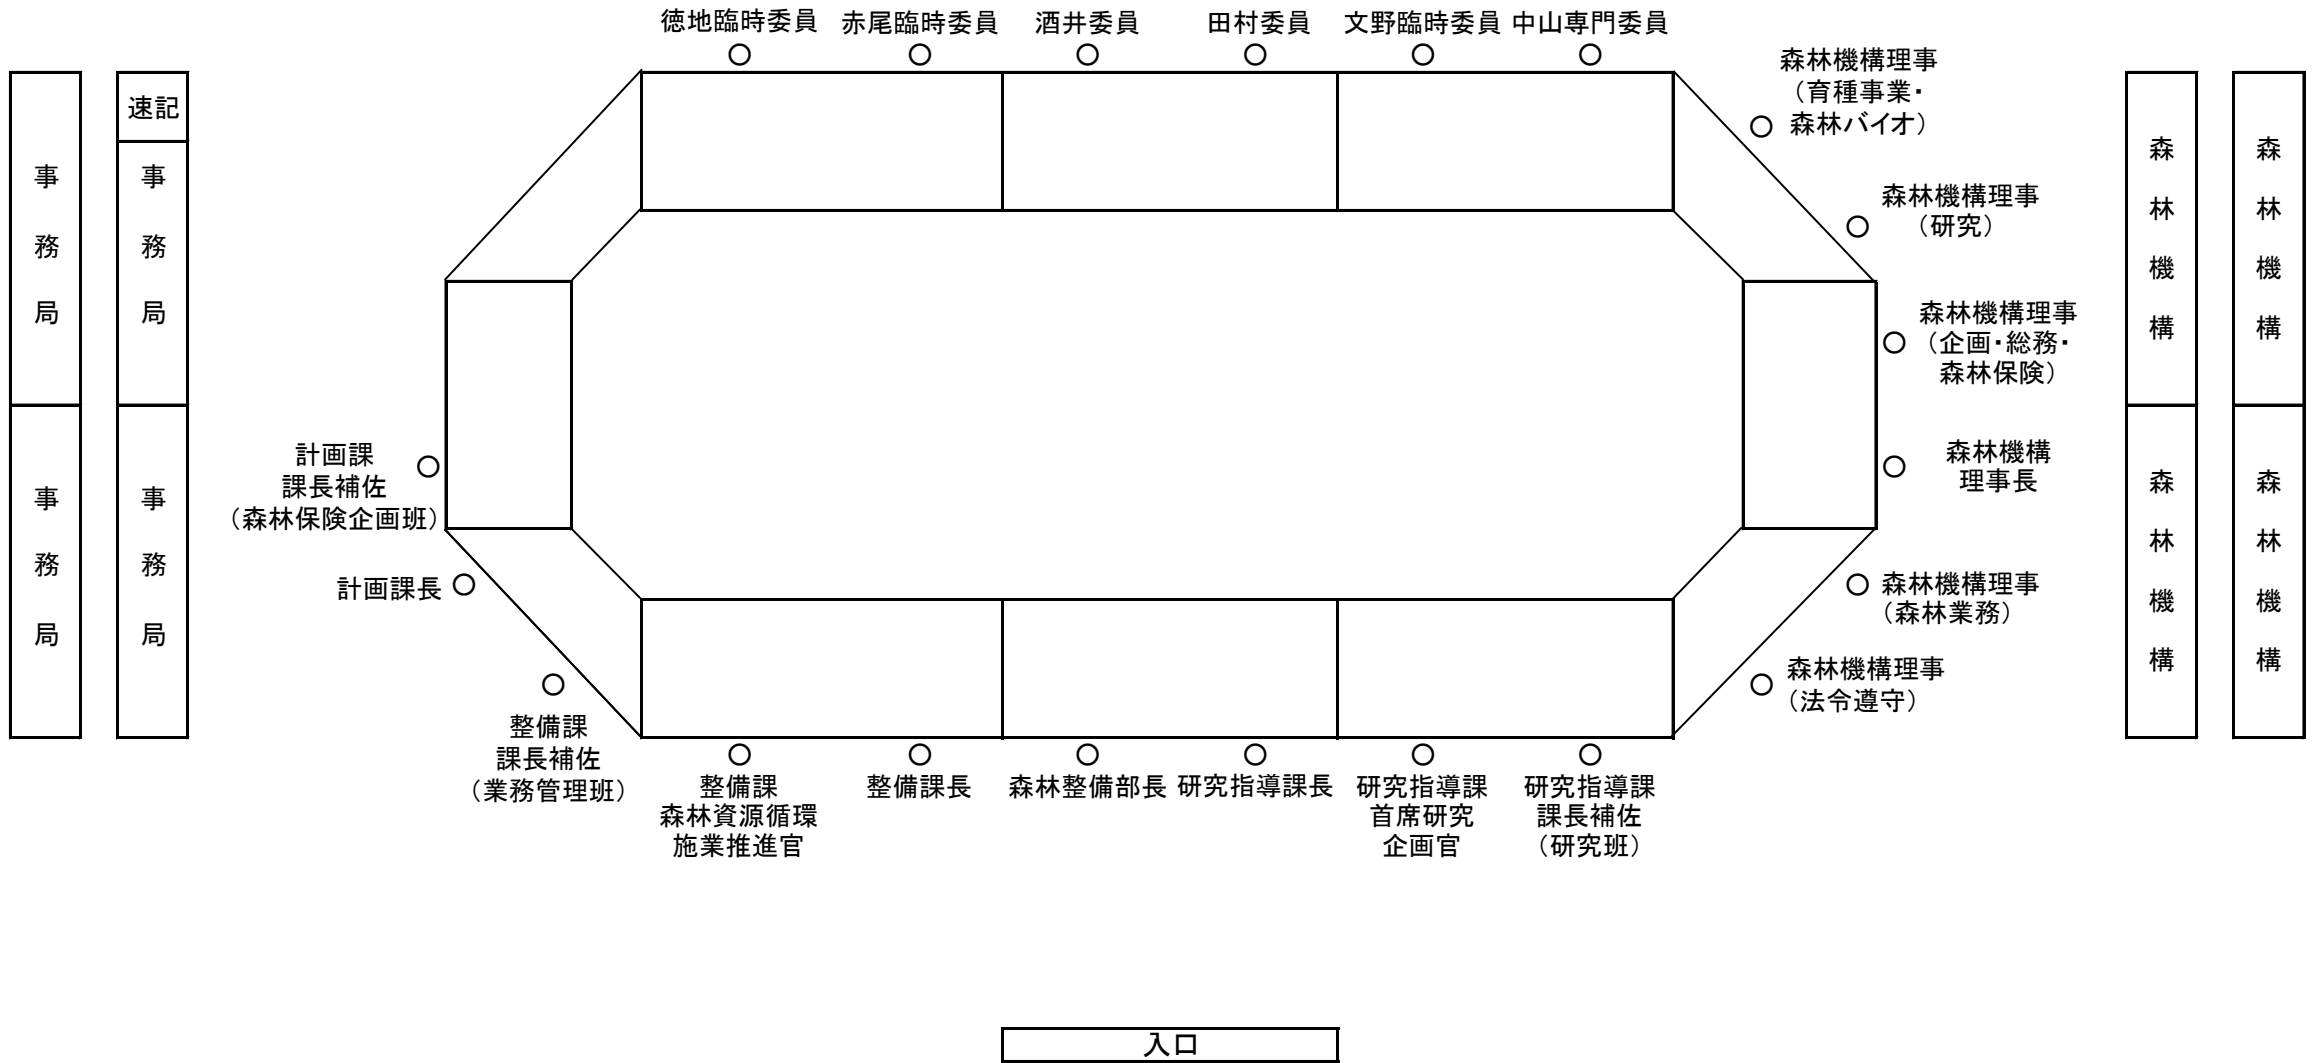 徳地臨時委員
赤尾臨時委員
酒井委員
田村委員
文野臨時委員
中山専門委員
森林機構理事
（育種事業・
森林バイオ）
森林機構理事
（研究）
森林機構理事
（企画・総務・
森林保険）
森林機構
理事長
森林機構理事
（森林業務）
森林機構理事
（法令遵守）
速記
事務局
事務局
事務局
事務局
計画課
課長補佐
（森林保険企画班）
計画課長
整備課
課長補佐
（業務管理班）
整備課
森林資源循環
施業推進官
整備課長
森林整備部長
研究指導課長
研究指導課
首席研究
企画官
研究指導課
課長補佐
（研究班）
森林機構
森林機構
森林機構
森林機構
入口